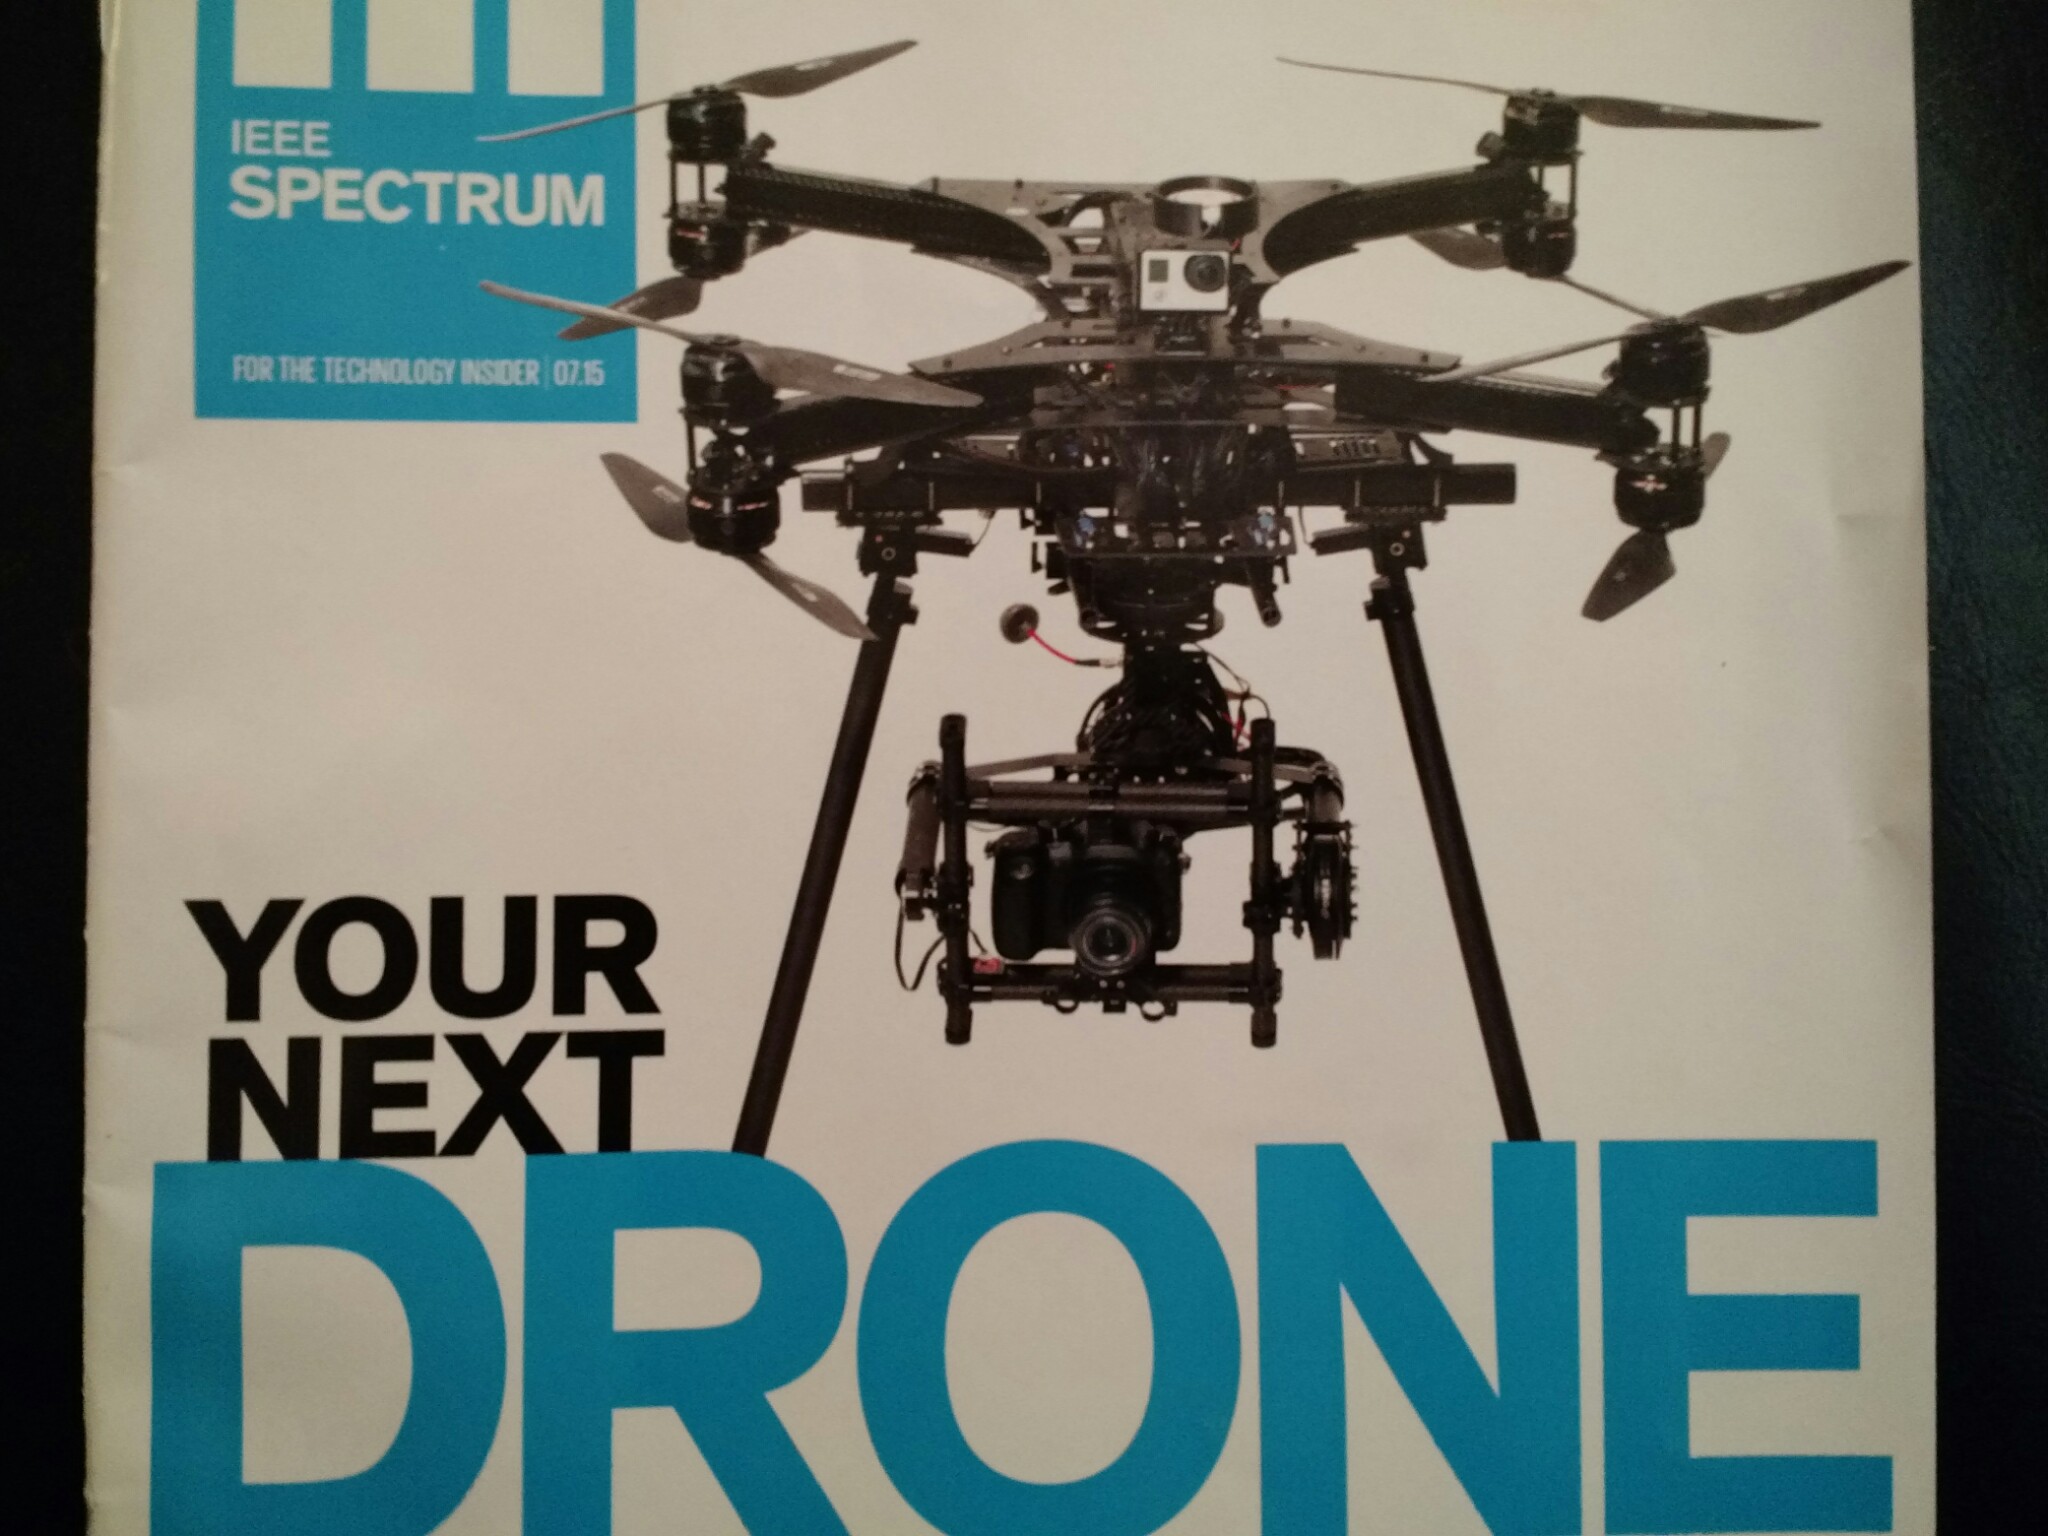 IEEE
SPECTRUM
FOR THE TECHNOLOGY INSIDER | 07.15
YOUR
NEXT
DRONE